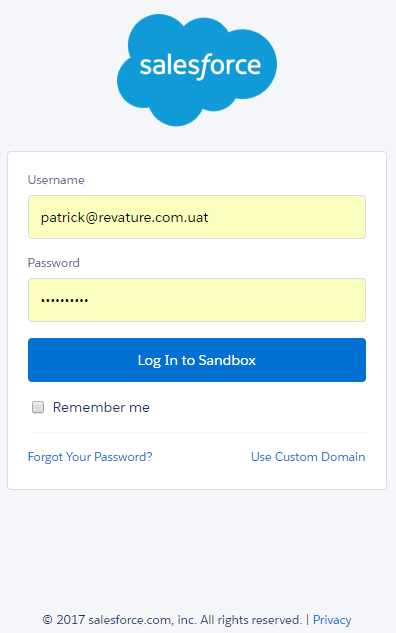 salesforce
Username
patrick@revature.com.uat
Password
••••••••••
Log In to Sandbox
Remember me
Forgot Your Password? Use Custom Domain
© 2017 salesforce.com, inc. All rights reserved. | Privacy